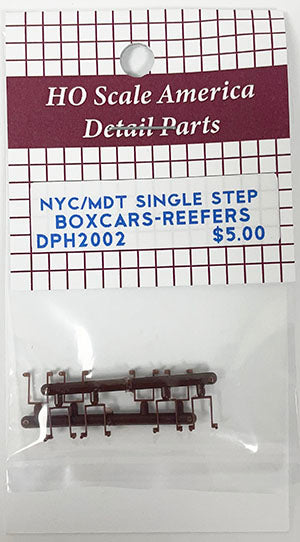 HO Scale America
Detail Parts
NYC/MDT SINGLE STEP
BOXCARS-REEFERS
DPH2002 $5.00